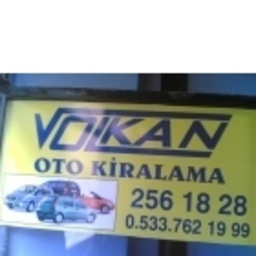 VOLKAN
OTO KİRALAMA
256 18 28
0.533.762 19 99